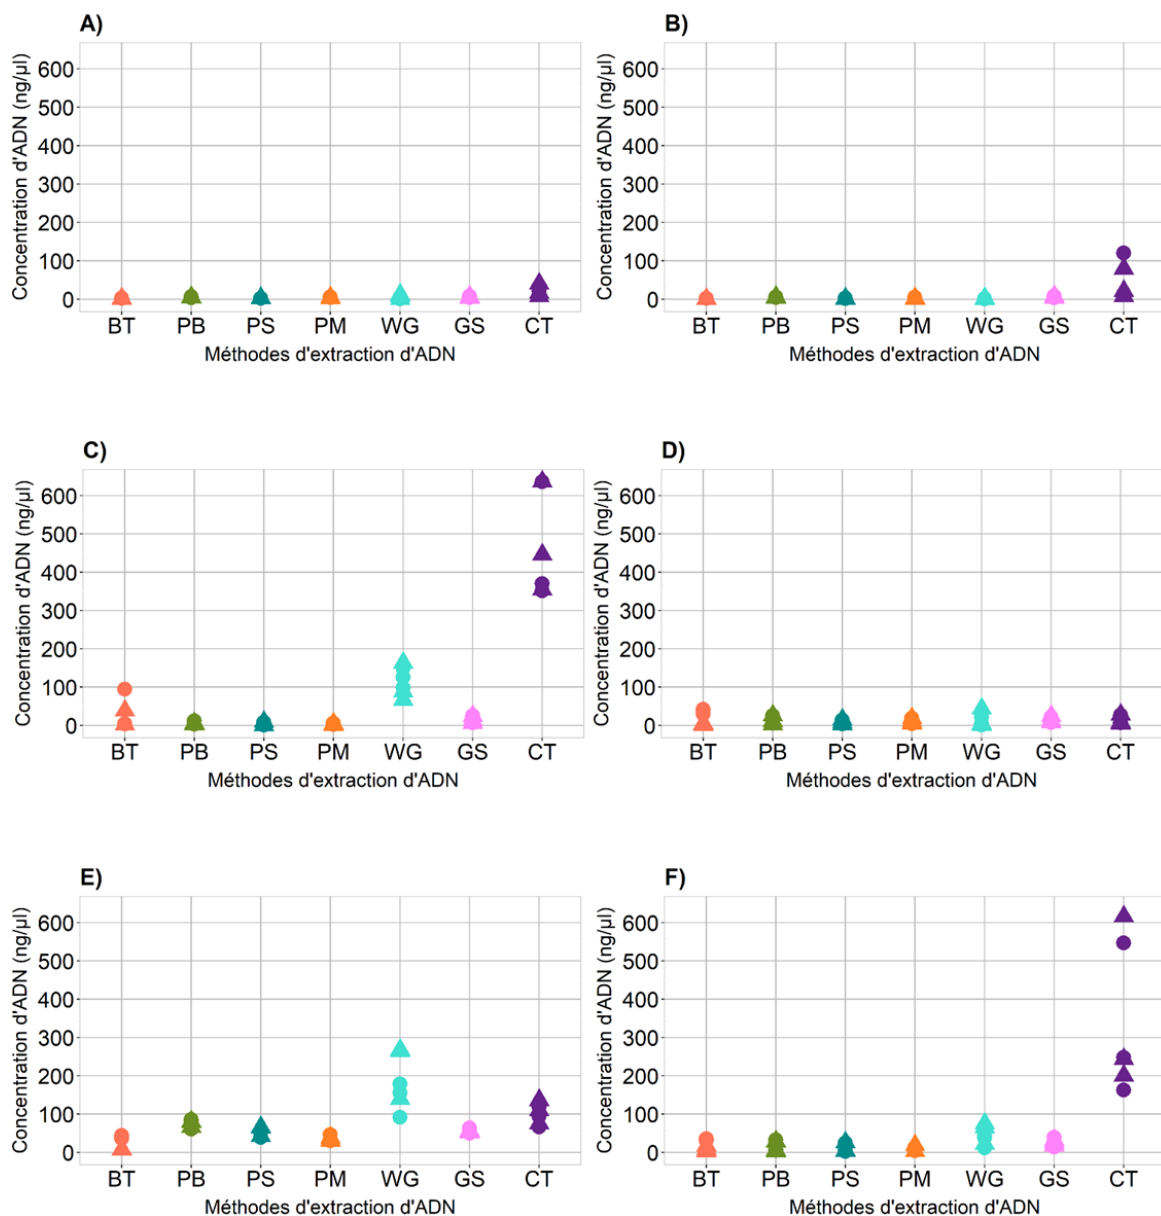 A)
Concentration d'ADN (ng/µl)
600
500
400
300
200
100
0
BT PB PS PM WG GS CT
Méthodes d'extraction d'ADN
B)
Concentration d'ADN (ng/µl)
600
500
400
300
200
100
0
BT PB PS PM WG GS CT
Méthodes d'extraction d'ADN
C)
Concentration d'ADN (ng/µl)
600
500
400
300
200
100
0
BT PB PS PM WG GS CT
Méthodes d'extraction d'ADN
D)
Concentration d'ADN (ng/µl)
600
500
400
300
200
100
0
BT PB PS PM WG GS CT
Méthodes d'extraction d'ADN
E)
Concentration d'ADN (ng/µl)
600
500
400
300
200
100
0
BT PB PS PM WG GS CT
Méthodes d'extraction d'ADN
F)
Concentration d'ADN (ng/µl)
600
500
400
300
200
100
0
BT PB PS PM WG GS CT
Méthodes d'extraction d'ADN